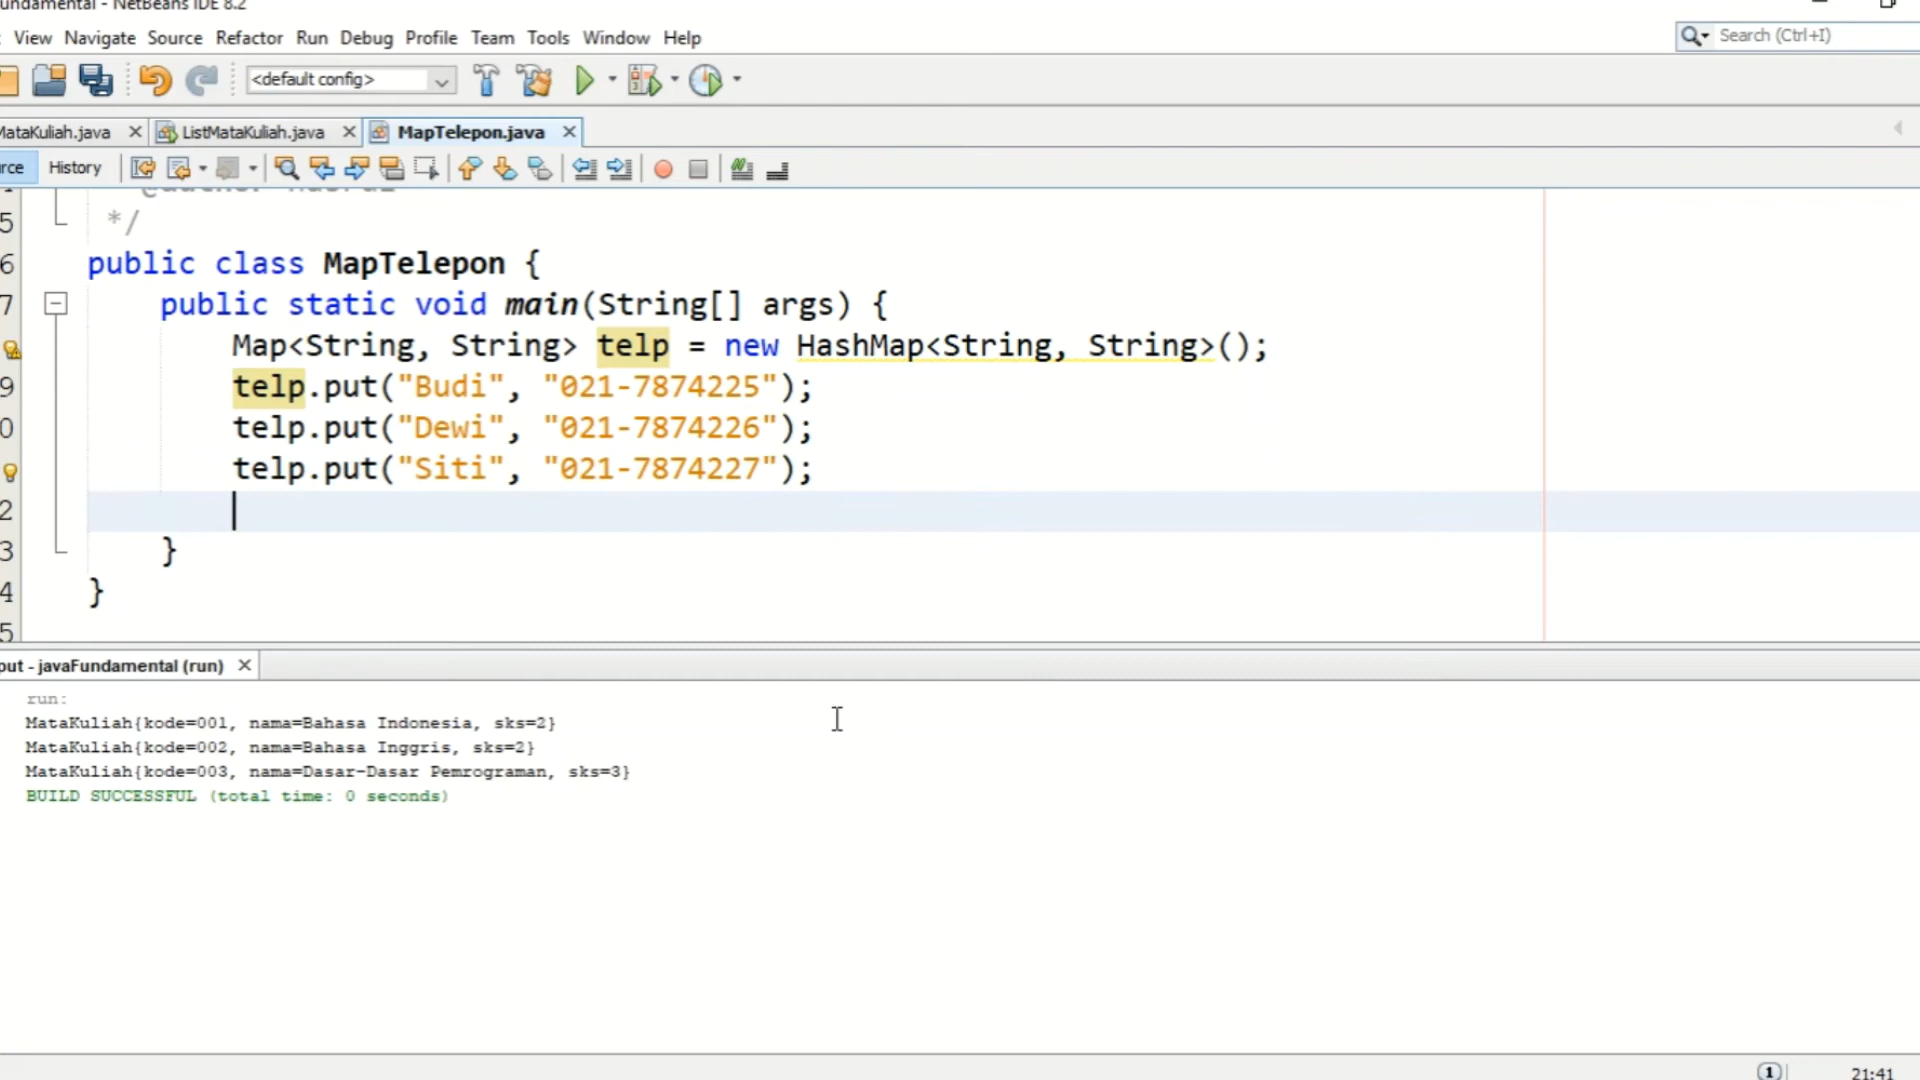 - NetBeans IDE 8.2
View Navigate Source Refactor Run Debug Profile Team Tools Window Help
Search (Ctrl+I)
<default config>
MataKuliah.java ListMataKuliah.java MapTelepon.java
History
5 */
6 public class MapTelepon {
7 public static void main(String[] args) {
Map<String, String> telp = new HashMap<String, String>();
9 telp.put("Budi", "021-7874225");
0 telp.put("Dewi", "021-7874226");
telp.put("Siti", "021-7874227");
2
3 }
4 }
5
- javaFundamental (run)
run:
MataKuliah{kode=001, nama=Bahasa Indonesia, sks=2}
MataKuliah{kode=002, nama=Bahasa Inggris, sks=2}
MataKuliah{kode=003, nama=Dasar-Dasar Pemrograman, sks=3}
BUILD SUCCESSFUL (total time: 0 seconds)
1 21:41